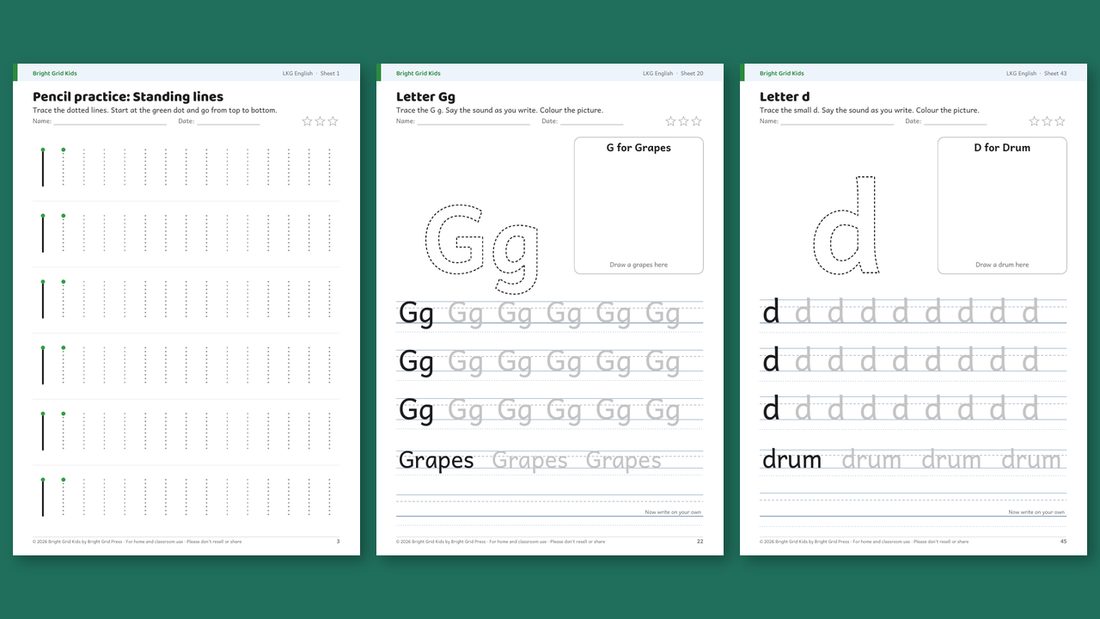 Bright Grid Kids
LKG English · Sheet 1
Pencil practice: Standing lines
Trace the dotted lines. Start at the green dot and go from top to bottom.
Name: Date:
© 2026 Bright Grid Kids by Bright Grid Press · For home and classroom use · Please don't resell or share
3
Bright Grid Kids
LKG English · Sheet 20
Letter Gg
Trace the G g. Say the sound as you write. Colour the picture.
Name: Date:
G for Grapes
Gg
Draw a grapes here
Gg Gg Gg Gg Gg Gg
Gg Gg Gg Gg Gg Gg
Gg Gg Gg Gg Gg Gg
Grapes Grapes Grapes
Now write on your own
© 2026 Bright Grid Kids by Bright Grid Press · For home and classroom use · Please don't resell or share
22
Bright Grid Kids
LKG English · Sheet 43
Letter d
Trace the small d. Say the sound as you write. Colour the picture.
Name: Date:
D for Drum
d
Draw a drum here
d d d d d d d d d
d d d d d d d d d
d d d d d d d d d
drum drum drum drum
Now write on your own
© 2026 Bright Grid Kids by Bright Grid Press · For home and classroom use · Please don't resell or share
45